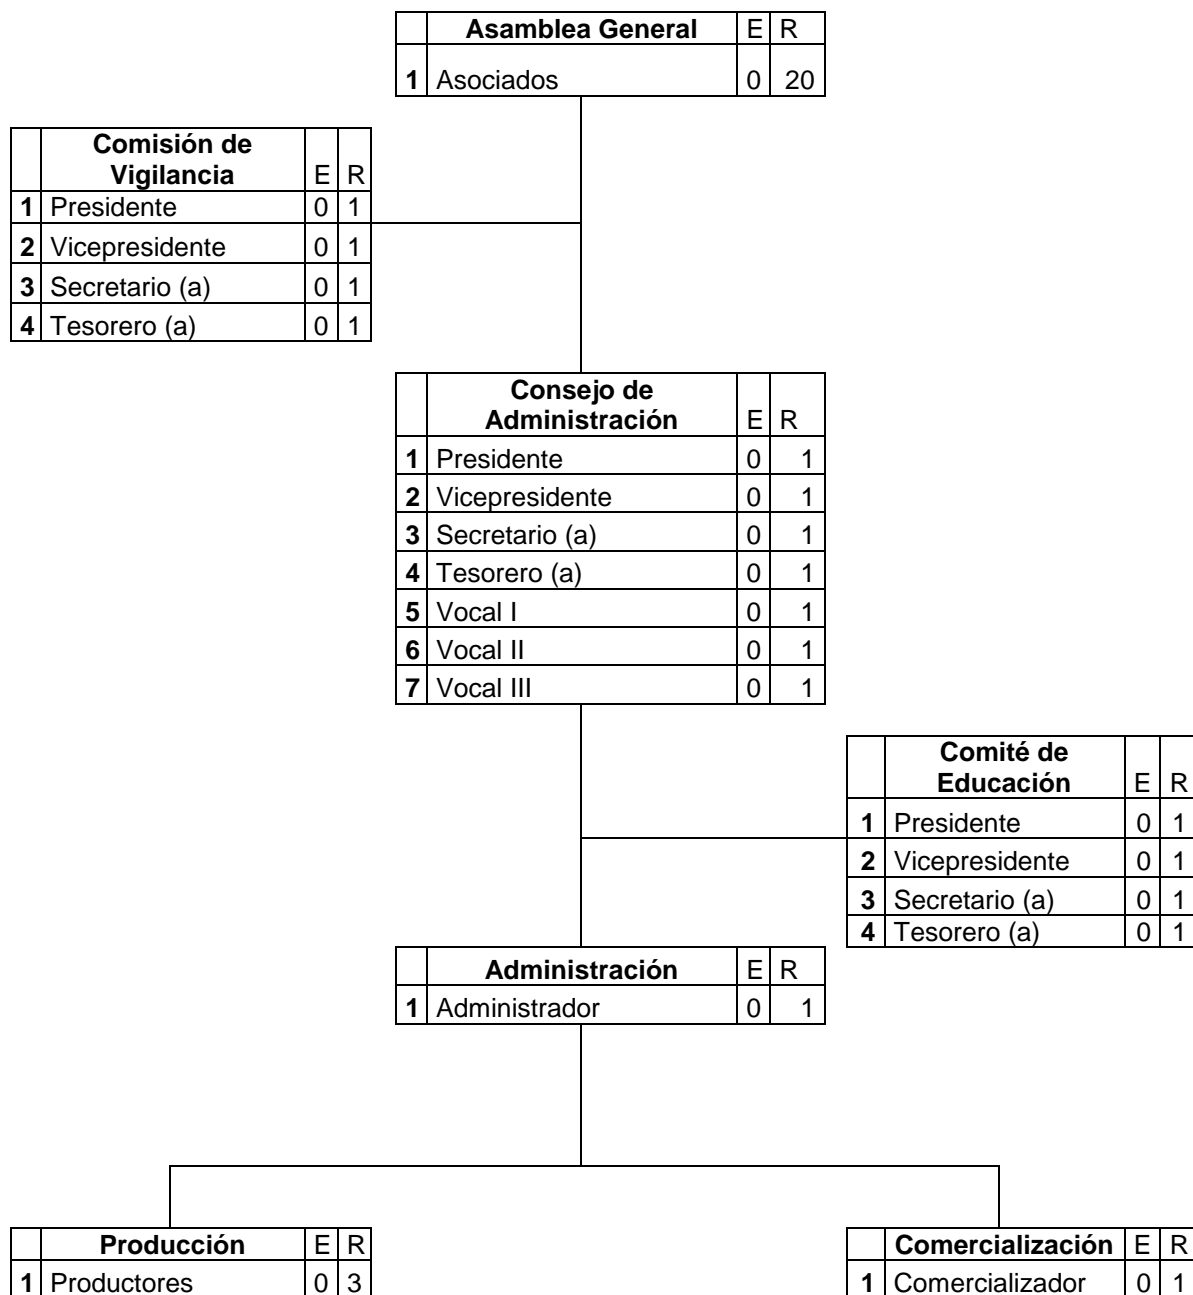 Asamblea General E R
1 Asociados 0 20
Comisión de
Vigilancia E R
1 Presidente 0 1
2 Vicepresidente 0 1
3 Secretario (a) 0 1
4 Tesorero (a) 0 1
Consejo de
Administración E R
1 Presidente 0 1
2 Vicepresidente 0 1
3 Secretario (a) 0 1
4 Tesorero (a) 0 1
5 Vocal I 0 1
6 Vocal II 0 1
7 Vocal III 0 1
Comité de
Educación E R
1 Presidente 0 1
2 Vicepresidente 0 1
3 Secretario (a) 0 1
4 Tesorero (a) 0 1
Administración E R
1 Administrador 0 1
Producción E R
1 Productores 0 3
Comercialización E R
1 Comercializador 0 1